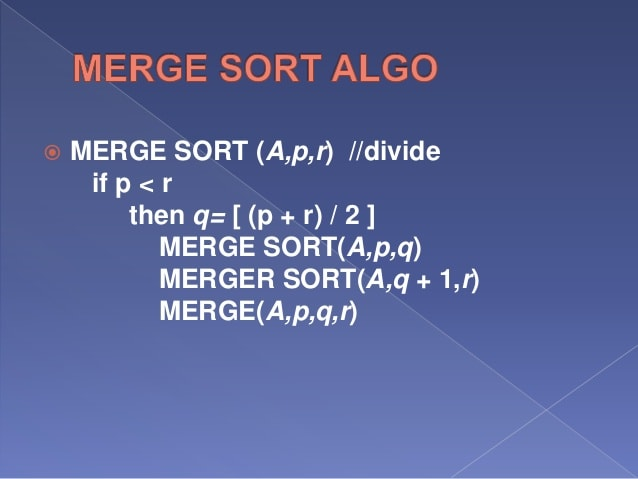 MERGE SORT ALGO
MERGE SORT (A,p,r) //divide
if p < r
then q= [ (p + r) / 2 ]
MERGE SORT(A,p,q)
MERGER SORT(A,q + 1,r)
MERGE(A,p,q,r)